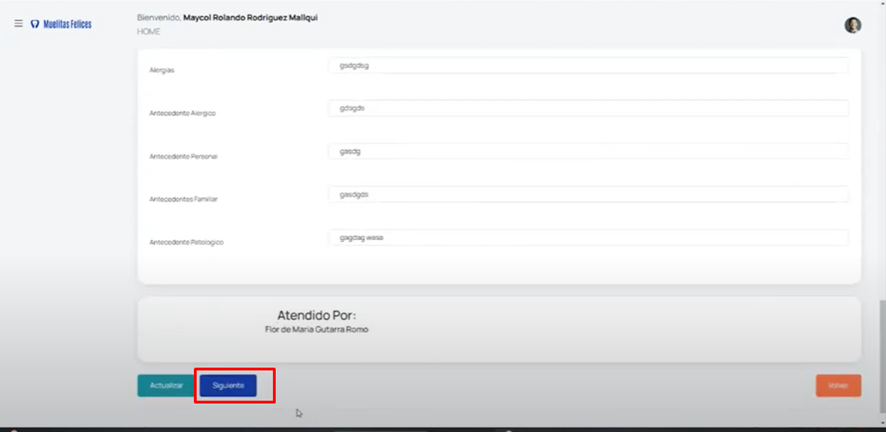 Bienvenido, Maycol Rolando Rodriguez Mallqui
Muelitas Felices
HOME
Alergias
gsdgdsg
Antecedente Alergico
gdsgds
Antecedente Personal
gasdg
Antecedentes Familiar
gasdgds
Antecedente Patologico
gagdag wasa
Atendido Por:
Flor de Maria Gutarra Romo
Actualizar
Siguiente
Volver